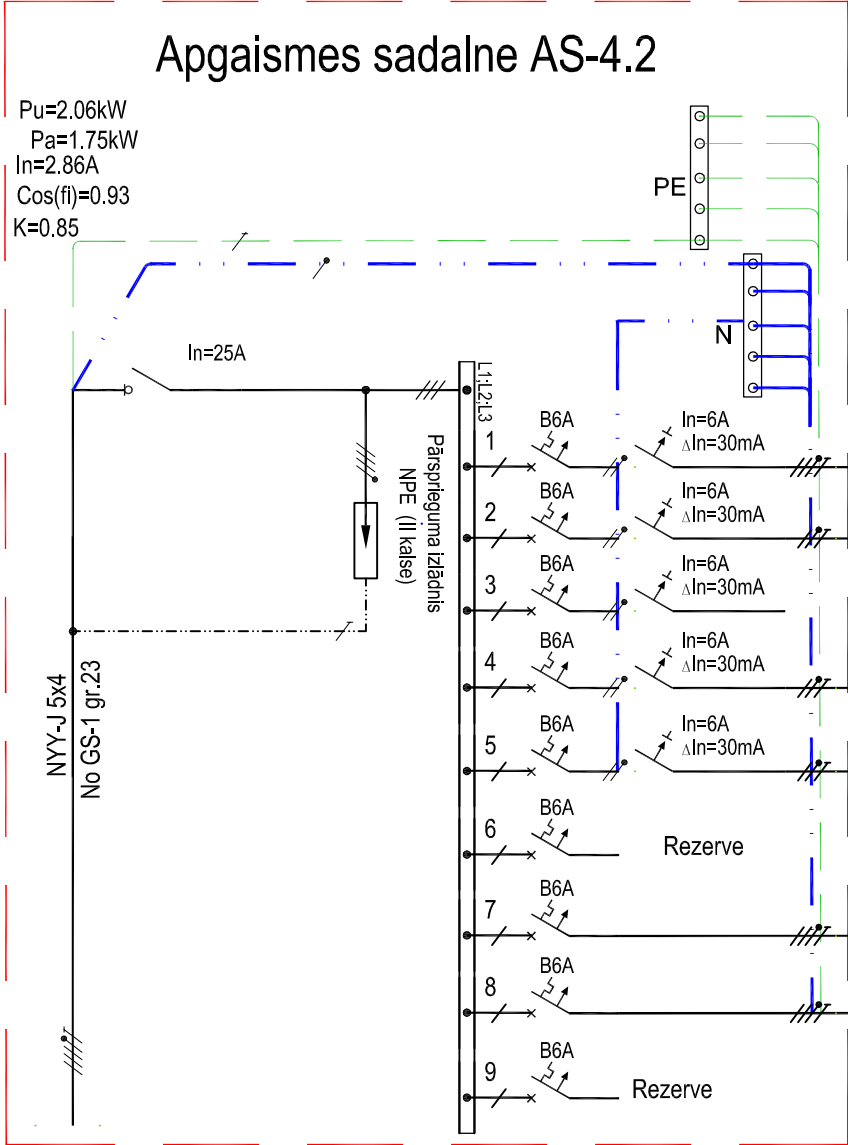 Apgaismes sadalne AS-4.2
Pu=2.06kW
Pa=1.75kW
In=2.86A
Cos(fi)=0.93
K=0.85
PE
N
In=25A
L1;L2;L3
Pārsprieguma izlādnis
NPE (II kalse)
NYY-J 5x4
No GS-1 gr.23
1
B6A
In=6A
ΔIn=30mA
2
B6A
In=6A
ΔIn=30mA
3
B6A
In=6A
ΔIn=30mA
4
B6A
In=6A
ΔIn=30mA
5
B6A
In=6A
ΔIn=30mA
6
B6A
Rezerve
7
B6A
8
B6A
9
B6A
Rezerve